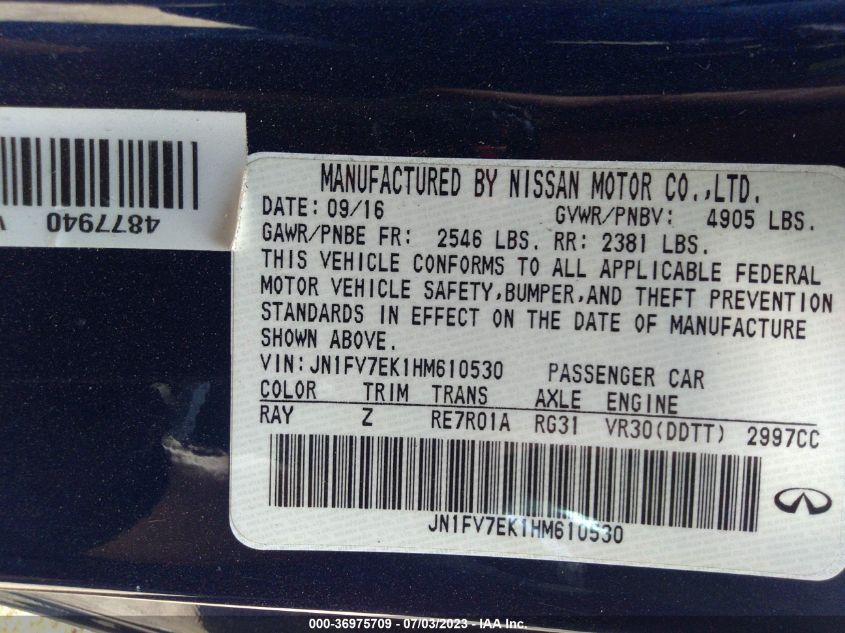 4877940
MANUFACTURED BY NISSAN MOTOR CO.,LTD.
DATE: 09/16 GVWR/PNBV: 4905 LBS.
GAWR/PNBE FR: 2546 LBS. RR: 2381 LBS.
THIS VEHICLE CONFORMS TO ALL APPLICABLE FEDERAL
MOTOR VEHICLE SAFETY,BUMPER,AND THEFT PREVENTION
STANDARDS IN EFFECT ON THE DATE OF MANUFACTURE
SHOWN ABOVE.
VIN:JN1FV7EK1HM610530 PASSENGER CAR
COLOR TRIM TRANS AXLE ENGINE
RAY Z RE7R01A RG31 VR30(DDTT) 2997CC
JN1FV7EK1HM610530
000-36975709 - 07/03/2023 - IAA Inc.